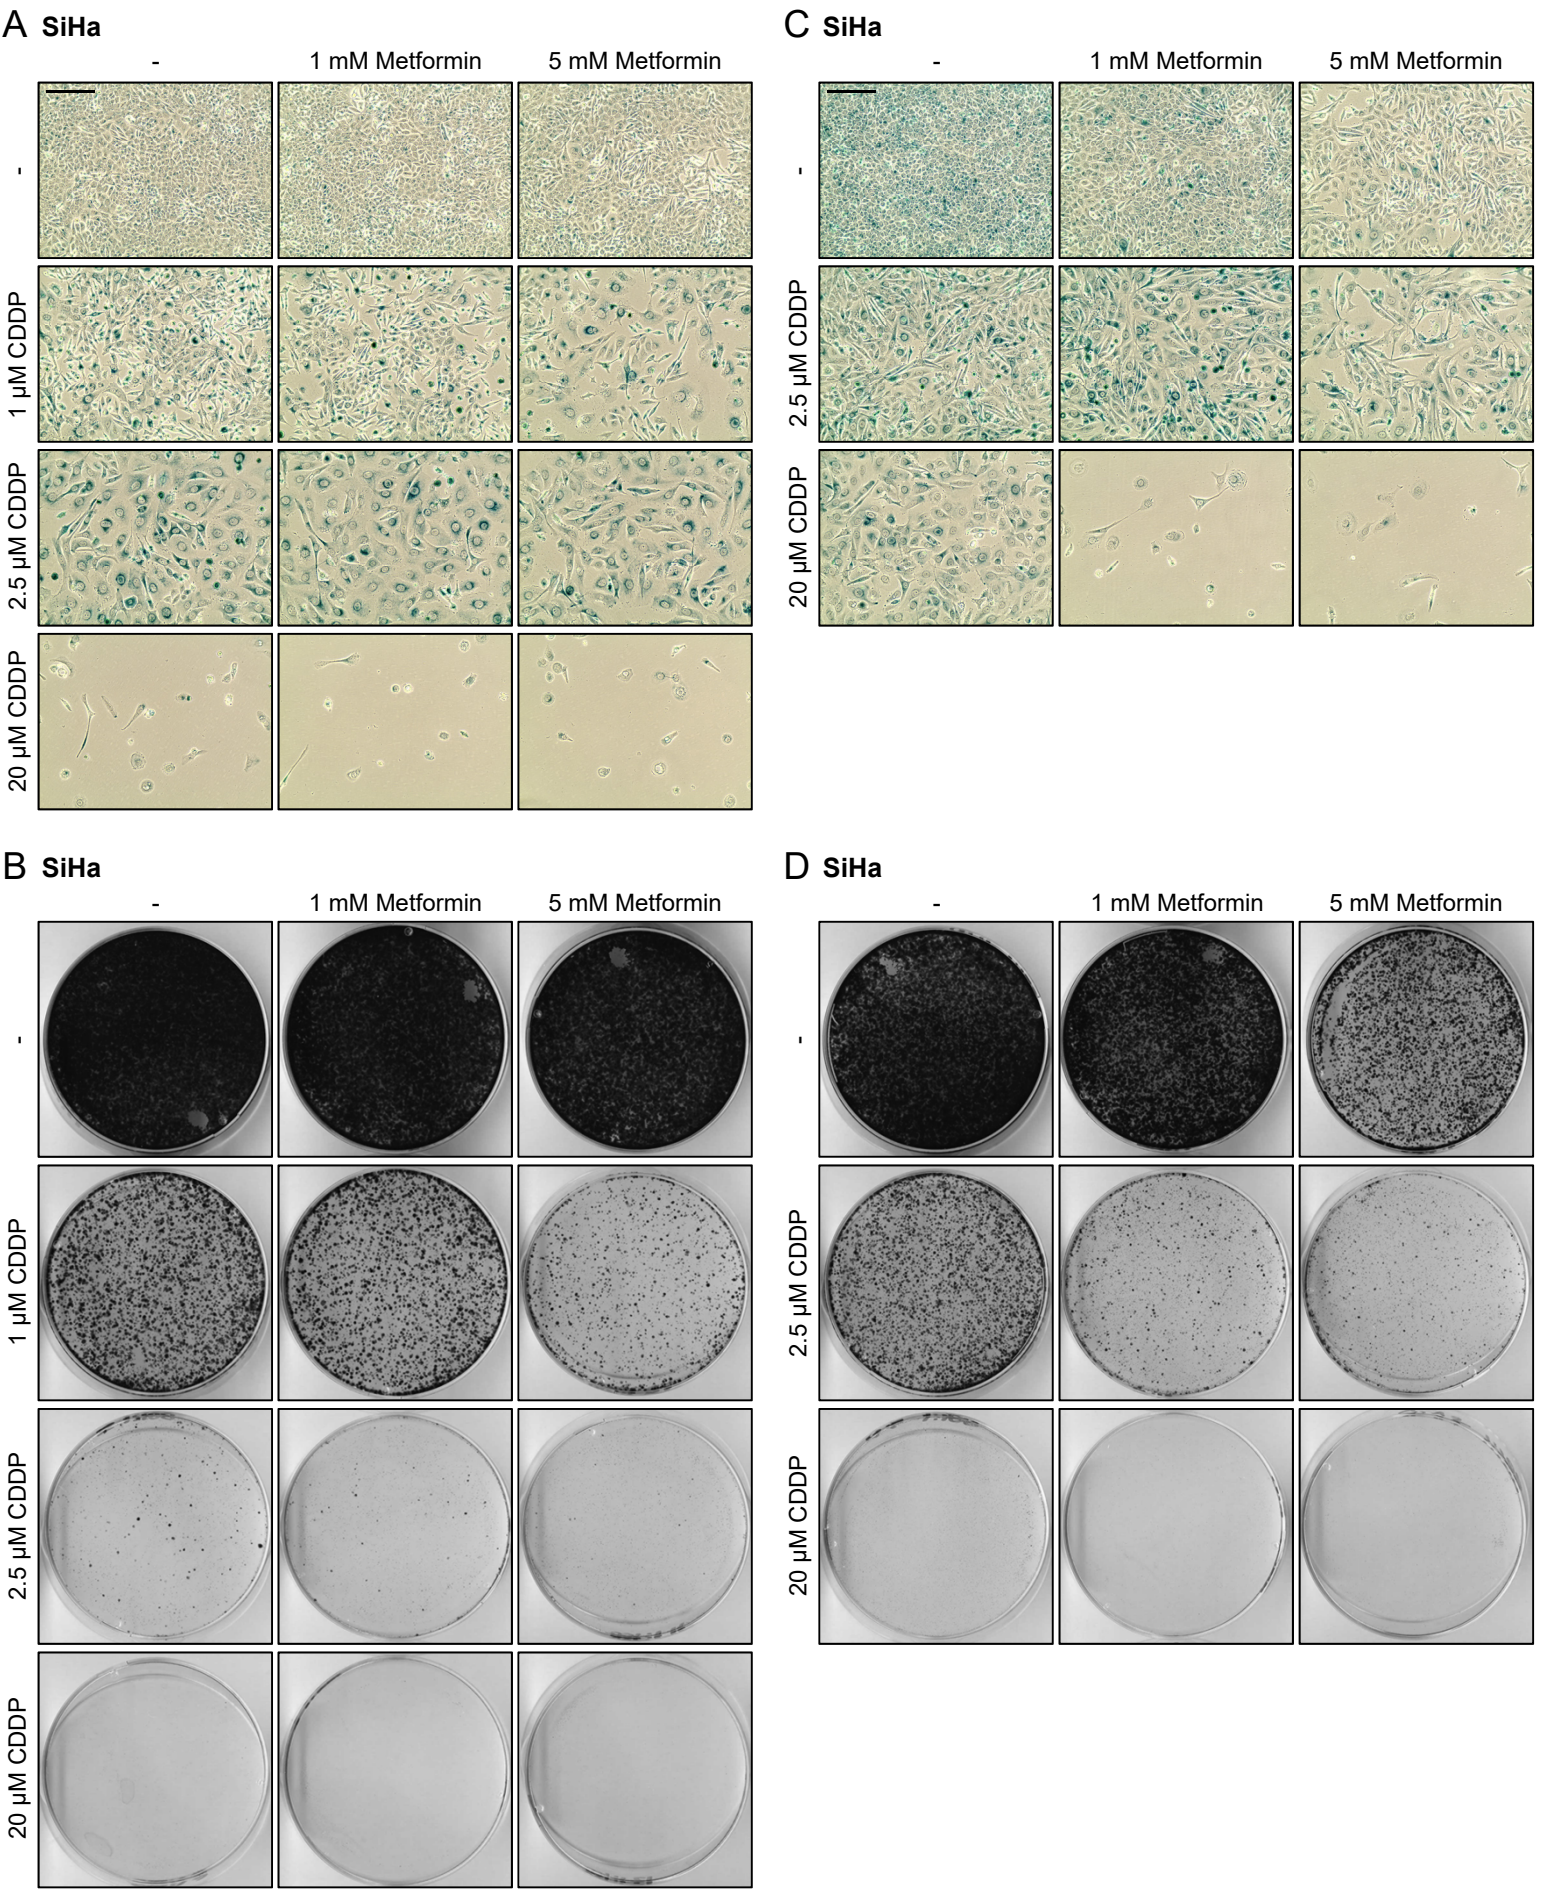 A SiHa
- 1 mM Metformin 5 mM Metformin
-
1 µM CDDP
2.5 µM CDDP
20 µM CDDP
C SiHa
- 1 mM Metformin 5 mM Metformin
-
2.5 µM CDDP
20 µM CDDP
B SiHa
- 1 mM Metformin 5 mM Metformin
-
1 µM CDDP
2.5 µM CDDP
20 µM CDDP
D SiHa
- 1 mM Metformin 5 mM Metformin
-
2.5 µM CDDP
20 µM CDDP